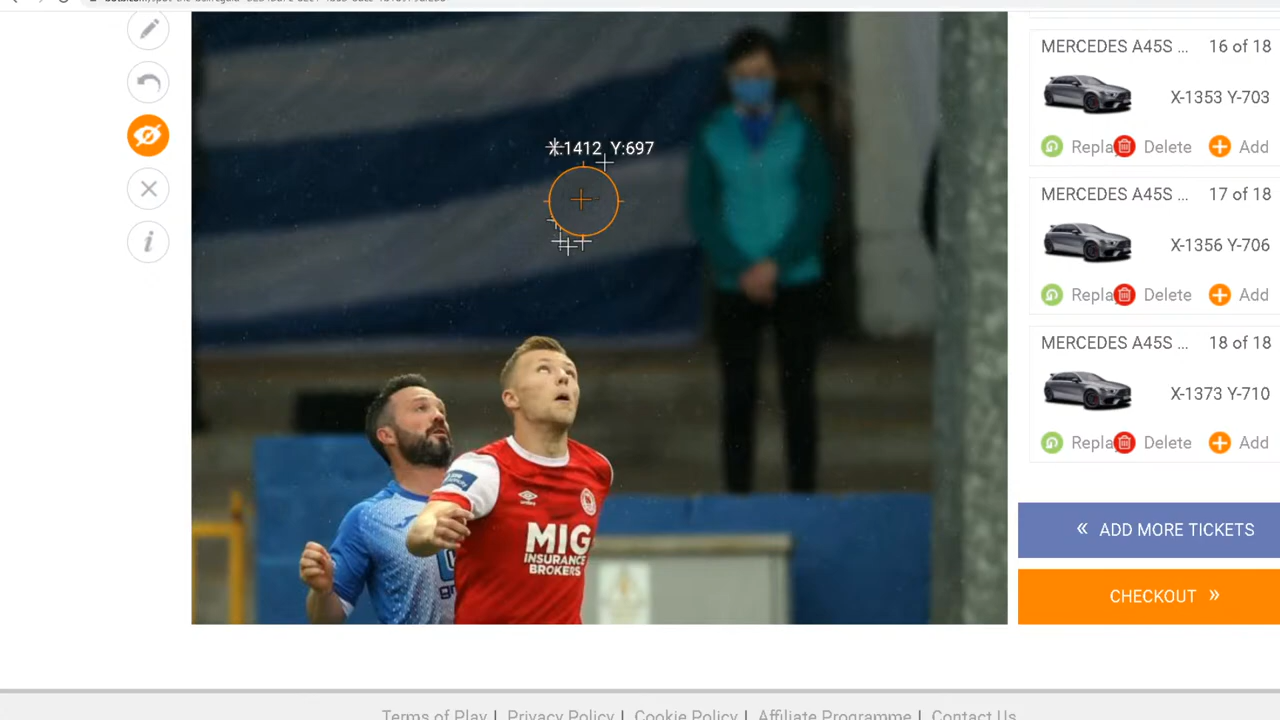 MERCEDES A45S ... 16 of 18
X-1353 Y-703
Repla Delete Add
MERCEDES A45S ... 17 of 18
X-1356 Y-706
Repla Delete Add
MERCEDES A45S ... 18 of 18
X-1373 Y-710
Repla Delete Add
X:1412 Y:697
MIG
INSURANCE
BROKERS
« ADD MORE TICKETS
CHECKOUT »
Terms of Play | Privacy Policy | Cookie Policy | Affiliate Programme | Contact Us